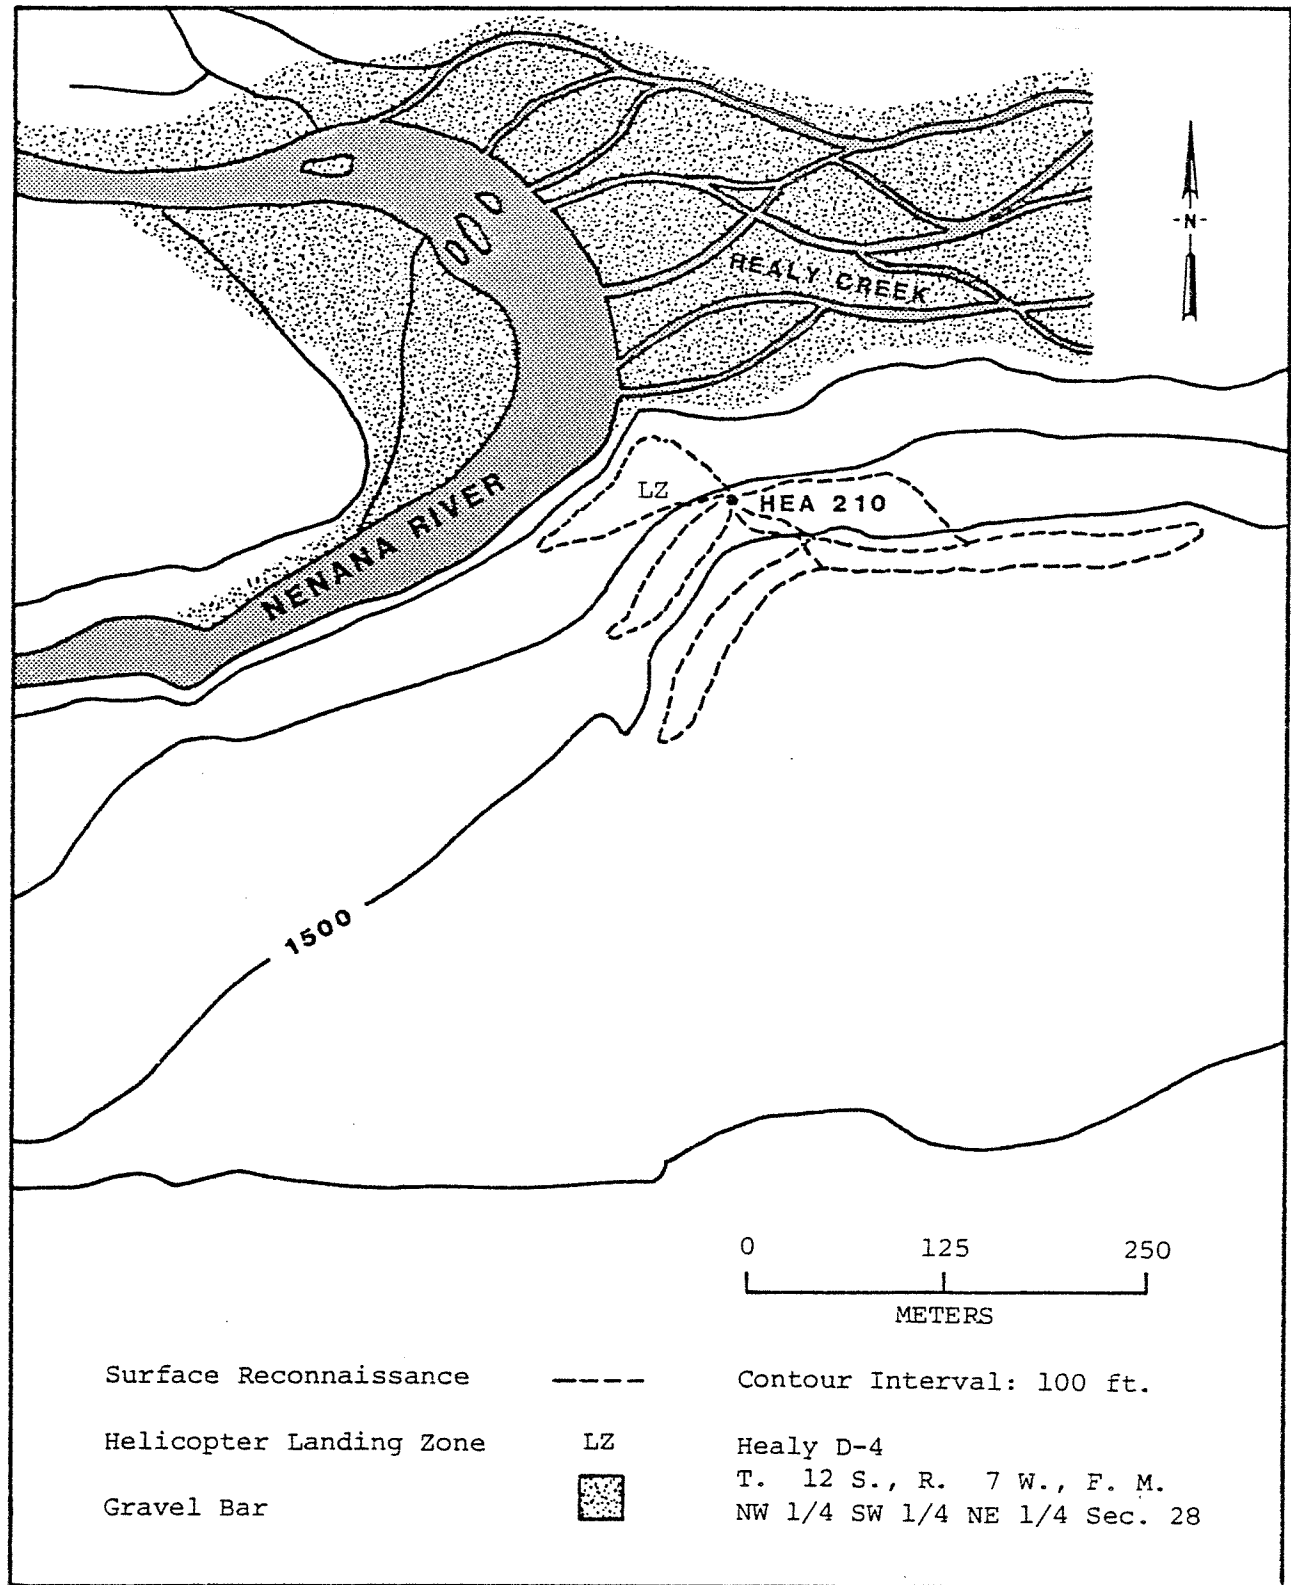 -N-
HEALY CREEK
LZ
HEA 210
NENANA RIVER
1500
0 125 250
METERS
Surface Reconnaissance
Contour Interval: 100 ft.
Helicopter Landing Zone LZ
Healy D-4
T. 12 S., R. 7 W., F. M.
Gravel Bar
NW 1/4 SW 1/4 NE 1/4 Sec. 28